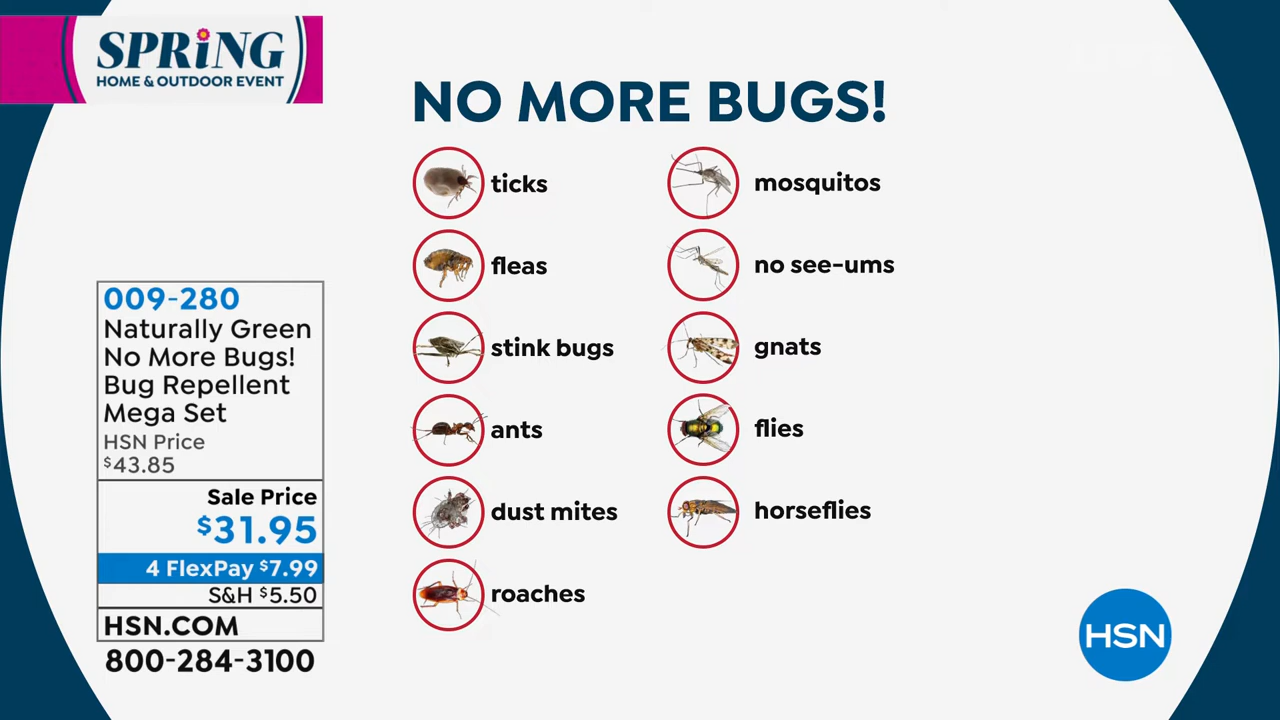 SPRiNG
HOME & OUTDOOR EVENT
NO MORE BUGS!
ticks
mosquitos
fleas
no see-ums
stink bugs
gnats
ants
flies
dust mites
horseflies
roaches
009-280
Naturally Green
No More Bugs!
Bug Repellent
Mega Set
HSN Price
$43.85
Sale Price
$31.95
4 FlexPay $7.99
S&H $5.50
HSN.COM
800-284-3100
HSN